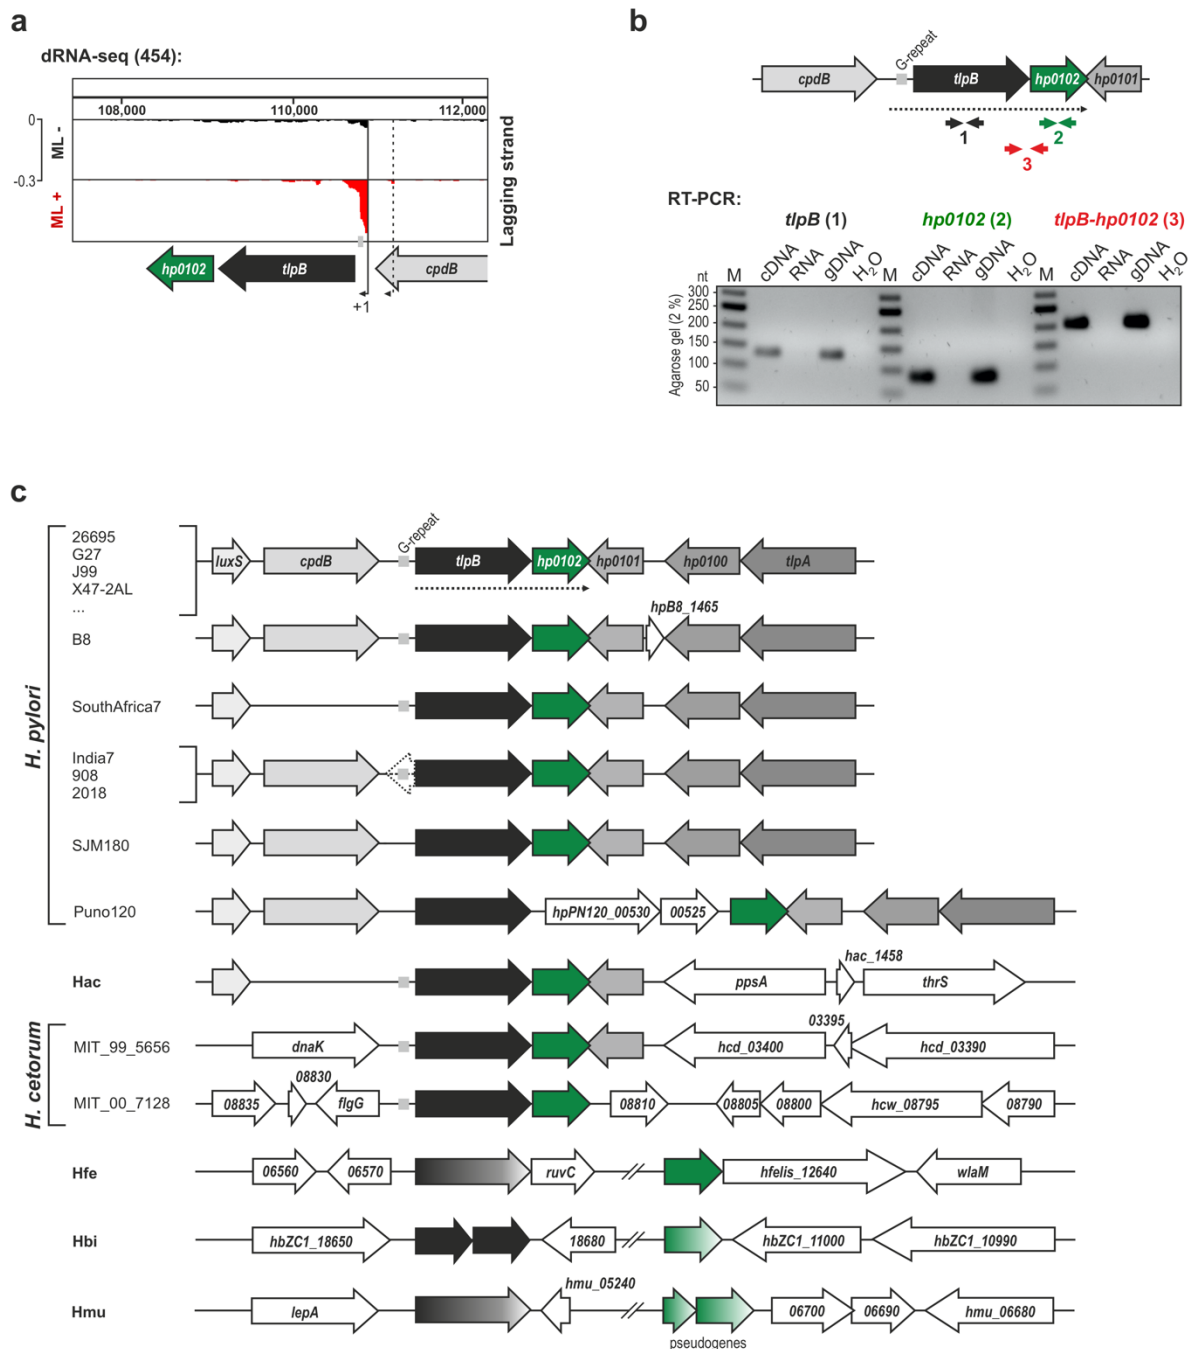 a
dRNA-seq (454):
108,000 110,000 112,000
0
ML -
-0.3
ML +
Lagging strand
hp0102 tlpB cpdB
+1
b
G-repeat
cpdB tlpB hp0102 hp0101
1 2
3
RT-PCR:
tlpB (1) hp0102 (2) tlpB-hp0102 (3)
nt M cDNA RNA gDNA H2O M cDNA RNA gDNA H2O M cDNA RNA gDNA H2O
Agarose gel (2 %)
300
200
150
100
50
c
H. pylori
26695
G27
J99
X47-2AL
...
G-repeat
luxS cpdB tlpB hp0102 hp0101 hp0100 tlpA
hpB8_1465
B8
SouthAfrica7
India7
908
2018
SJM180
Puno120 hpPN120_00530 00525
hac_1458
Hac ppsA thrS
H. cetorum
03395
MIT_99_5656 dnaK hcd_03400 hcd_03390
08830
MIT_00_7128 08835 flgG 08810 08805 08800 hcw_08795 08790
Hfe 06560 06570 ruvC hfelis_12640 wlaM
Hbi hbZC1_18650 18680 hbZC1_11000 hbZC1_10990
hmu_05240
Hmu lepA 06700 06690 hmu_06680
pseudogenes